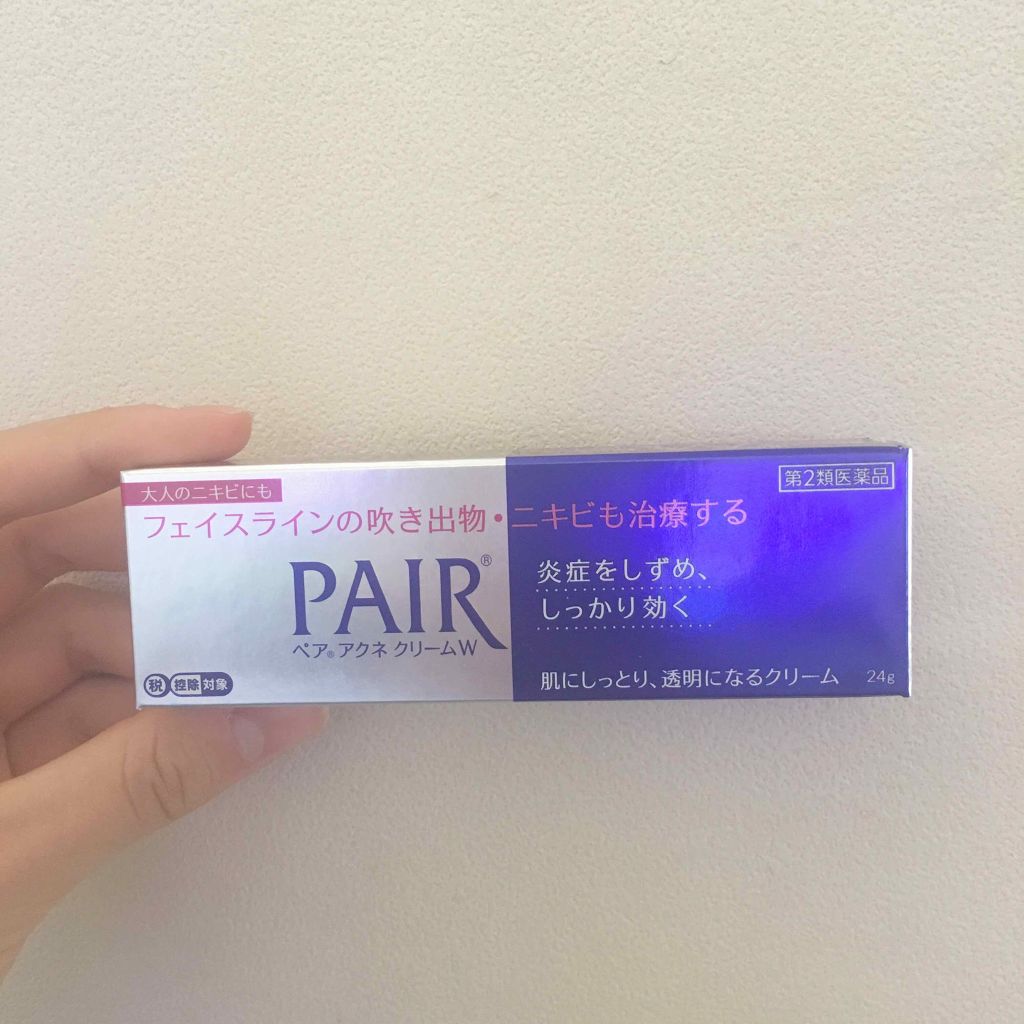 大人のニキビにも
第2類医薬品
フェイスラインの吹き出物・ニキビも治療する
PAIR®
ペア®アクネ クリームW
炎症をしずめ、
しっかり効く
税 控除対象
肌にしっとり、透明になるクリーム 24g